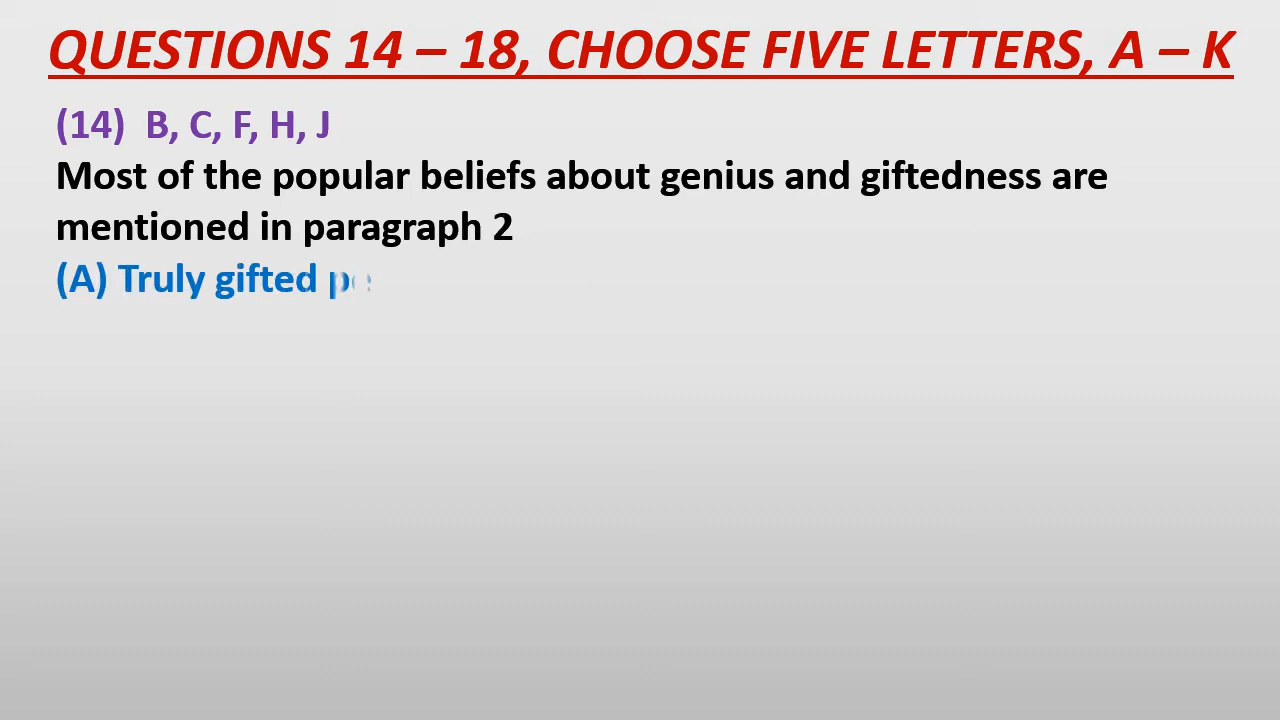 QUESTIONS 14 – 18, CHOOSE FIVE LETTERS, A – K
(14) B, C, F, H, J
Most of the popular beliefs about genius and giftedness are
mentioned in paragraph 2
(A) Truly gifted